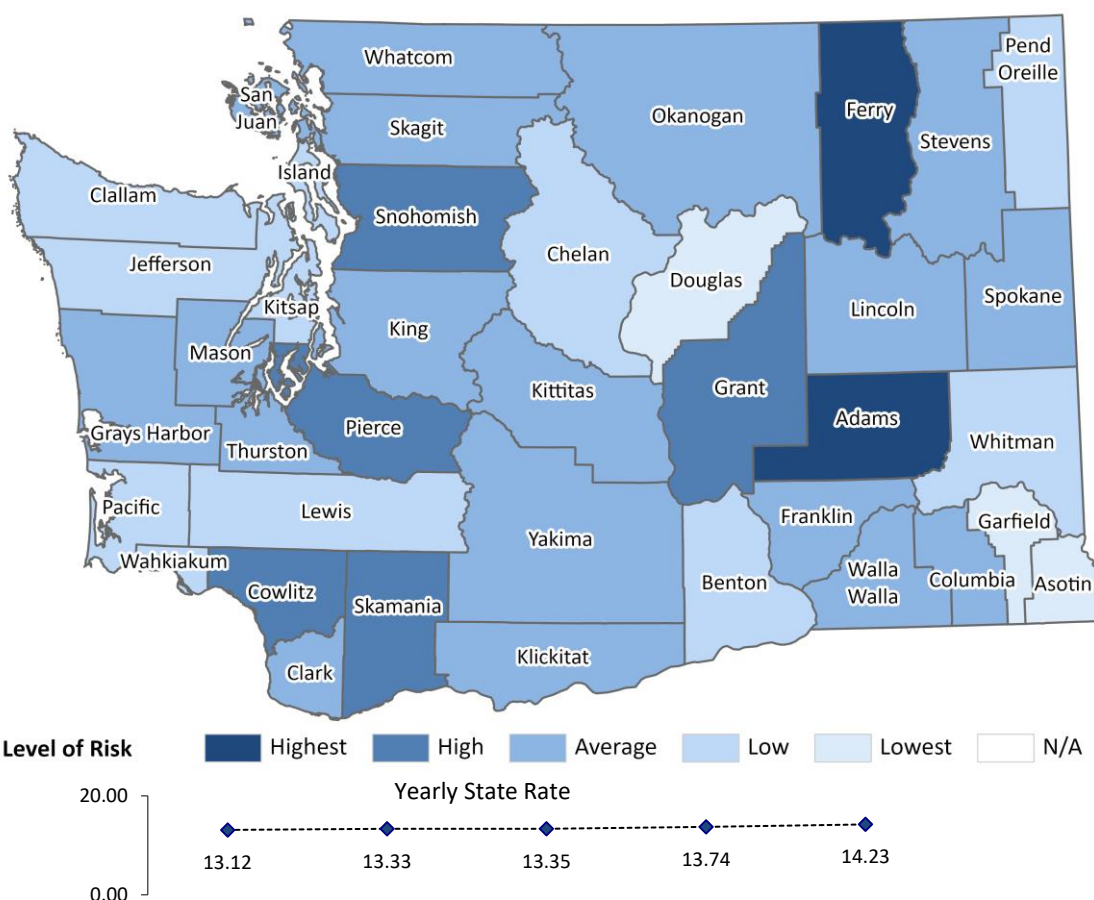 Whatcom
Pend
Oreille
San
Juan
Skagit
Okanogan
Ferry
Stevens
Island
Clallam
Snohomish
Chelan
Jefferson
Douglas
Kitsap
Lincoln
Spokane
King
Mason
Kittitas
Grant
Adams
Grays Harbor
Pierce
Whitman
Thurston
Pacific
Lewis
Franklin
Garfield
Yakima
Wahkiakum
Walla
Walla
Columbia
Asotin
Benton
Cowlitz
Skamania
Clark
Klickitat
Level of Risk Highest High Average Low Lowest N/A
Yearly State Rate
20.00
13.12 13.33 13.35 13.74 14.23
0.00